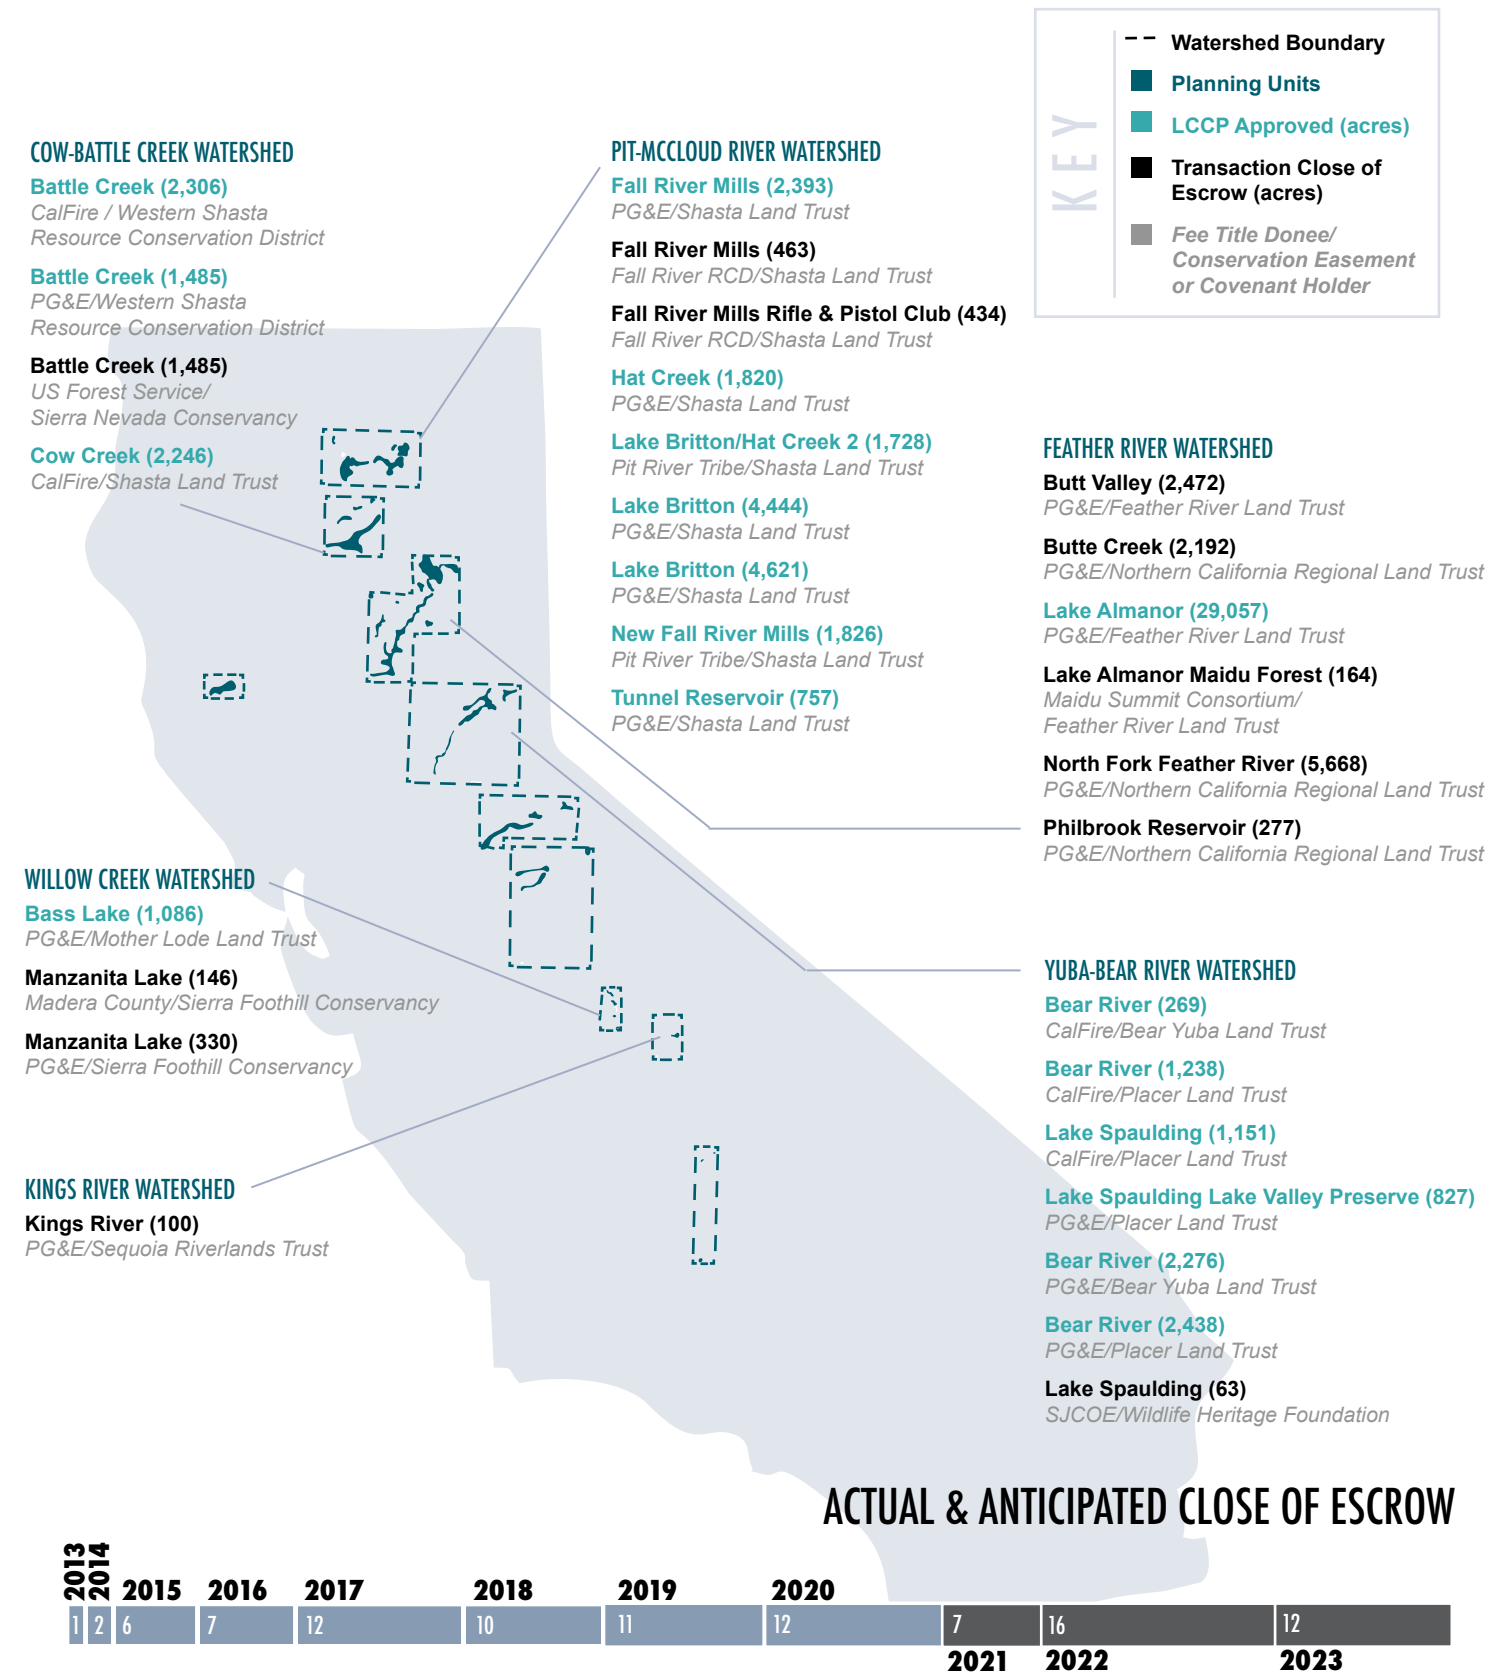 KEY
Watershed Boundary
Planning Units
LCCP Approved (acres)
Transaction Close of
Escrow (acres)
Fee Title Donee/
Conservation Easement
or Covenant Holder
COW-BATTLE CREEK WATERSHED
Battle Creek (2,306)
CalFire / Western Shasta
Resource Conservation District
Battle Creek (1,485)
PG&E/Western Shasta
Resource Conservation District
Battle Creek (1,485)
US Forest Service/
Sierra Nevada Conservancy
Cow Creek (2,246)
CalFire/Shasta Land Trust
PIT-MCCLOUD RIVER WATERSHED
Fall River Mills (2,393)
PG&E/Shasta Land Trust
Fall River Mills (463)
Fall River RCD/Shasta Land Trust
Fall River Mills Rifle & Pistol Club (434)
Fall River RCD/Shasta Land Trust
Hat Creek (1,820)
PG&E/Shasta Land Trust
Lake Britton/Hat Creek 2 (1,728)
Pit River Tribe/Shasta Land Trust
Lake Britton (4,444)
PG&E/Shasta Land Trust
Lake Britton (4,621)
PG&E/Shasta Land Trust
New Fall River Mills (1,826)
Pit River Tribe/Shasta Land Trust
Tunnel Reservoir (757)
PG&E/Shasta Land Trust
FEATHER RIVER WATERSHED
Butt Valley (2,472)
PG&E/Feather River Land Trust
Butte Creek (2,192)
PG&E/Northern California Regional Land Trust
Lake Almanor (29,057)
PG&E/Feather River Land Trust
Lake Almanor Maidu Forest (164)
Maidu Summit Consortium/
Feather River Land Trust
North Fork Feather River (5,668)
PG&E/Northern California Regional Land Trust
Philbrook Reservoir (277)
PG&E/Northern California Regional Land Trust
WILLOW CREEK WATERSHED
Bass Lake (1,086)
PG&E/Mother Lode Land Trust
Manzanita Lake (146)
Madera County/Sierra Foothill Conservancy
Manzanita Lake (330)
PG&E/Sierra Foothill Conservancy
KINGS RIVER WATERSHED
Kings River (100)
PG&E/Sequoia Riverlands Trust
YUBA-BEAR RIVER WATERSHED
Bear River (269)
CalFire/Bear Yuba Land Trust
Bear River (1,238)
CalFire/Placer Land Trust
Lake Spaulding (1,151)
CalFire/Placer Land Trust
Lake Spaulding Lake Valley Preserve (827)
PG&E/Placer Land Trust
Bear River (2,276)
PG&E/Bear Yuba Land Trust
Bear River (2,438)
PG&E/Placer Land Trust
Lake Spaulding (63)
SJCOE/Wildlife Heritage Foundation
ACTUAL & ANTICIPATED CLOSE OF ESCROW
2013 2014 2015 2016 2017 2018 2019 2020
1 2 6 7 12 10 11 12 7 16 12
2021 2022 2023